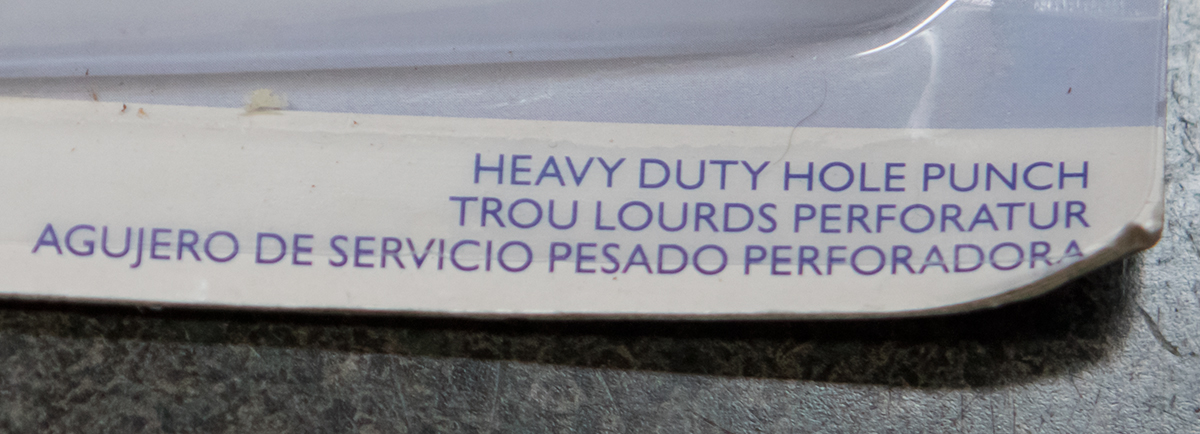 HEAVY DUTY HOLE PUNCH
TROU LOURDS PERFORATUR
AGUJERO DE SERVICIO PESADO PERFORADORA